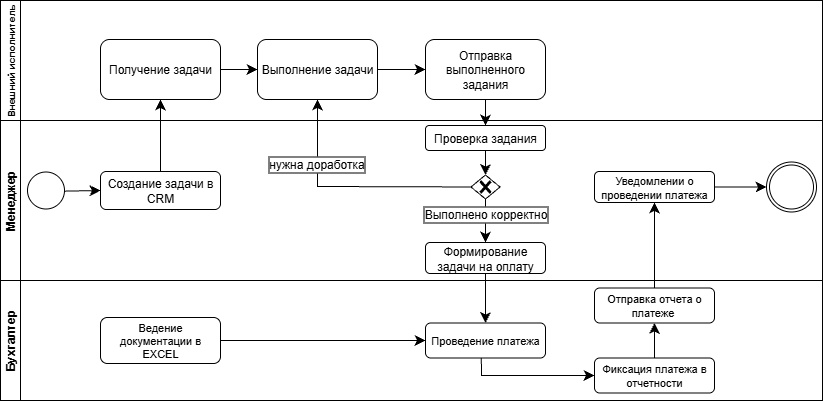 Внешний исполнитель
Получение задачи
Выполнение задачи
Отправка
выполненного
задания
Менеджер
Проверка задания
нужна доработка
Создание задачи в
CRM
Уведомлении о
проведении платежа
Выполнено корректно
Формирование
задачи на оплату
Бухгалтер
Отправка отчета о
платеже
Ведение
документации в
EXCEL
Проведение платежа
Фиксация платежа в
отчетности